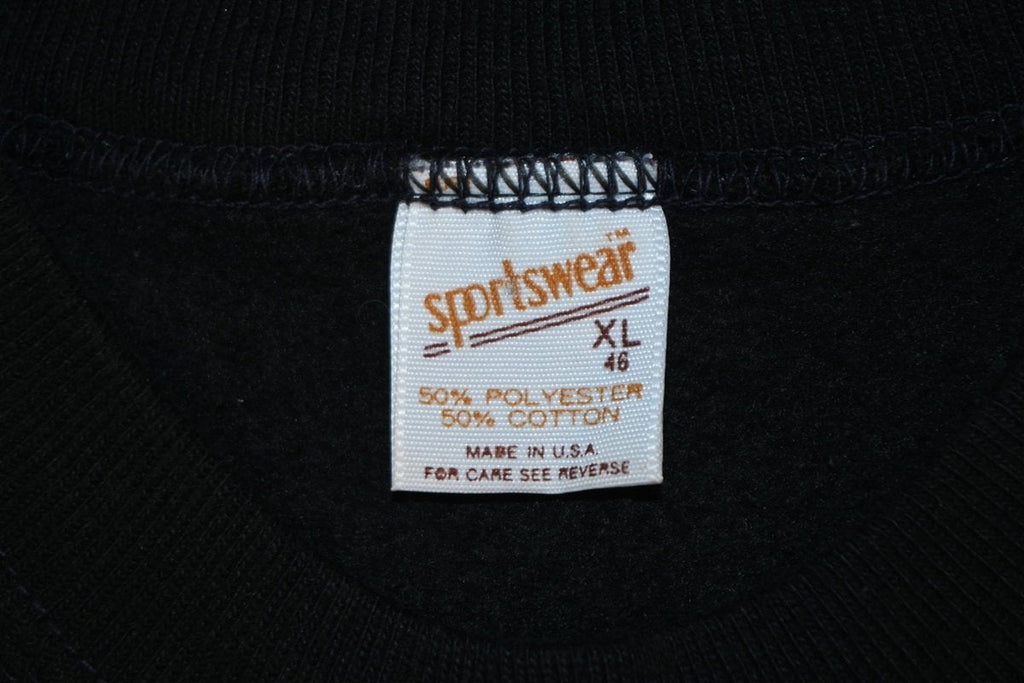 sportswear™
XL
46
50% POLYESTER
50% COTTON
MADE IN U.S.A.
FOR CARE SEE REVERSE